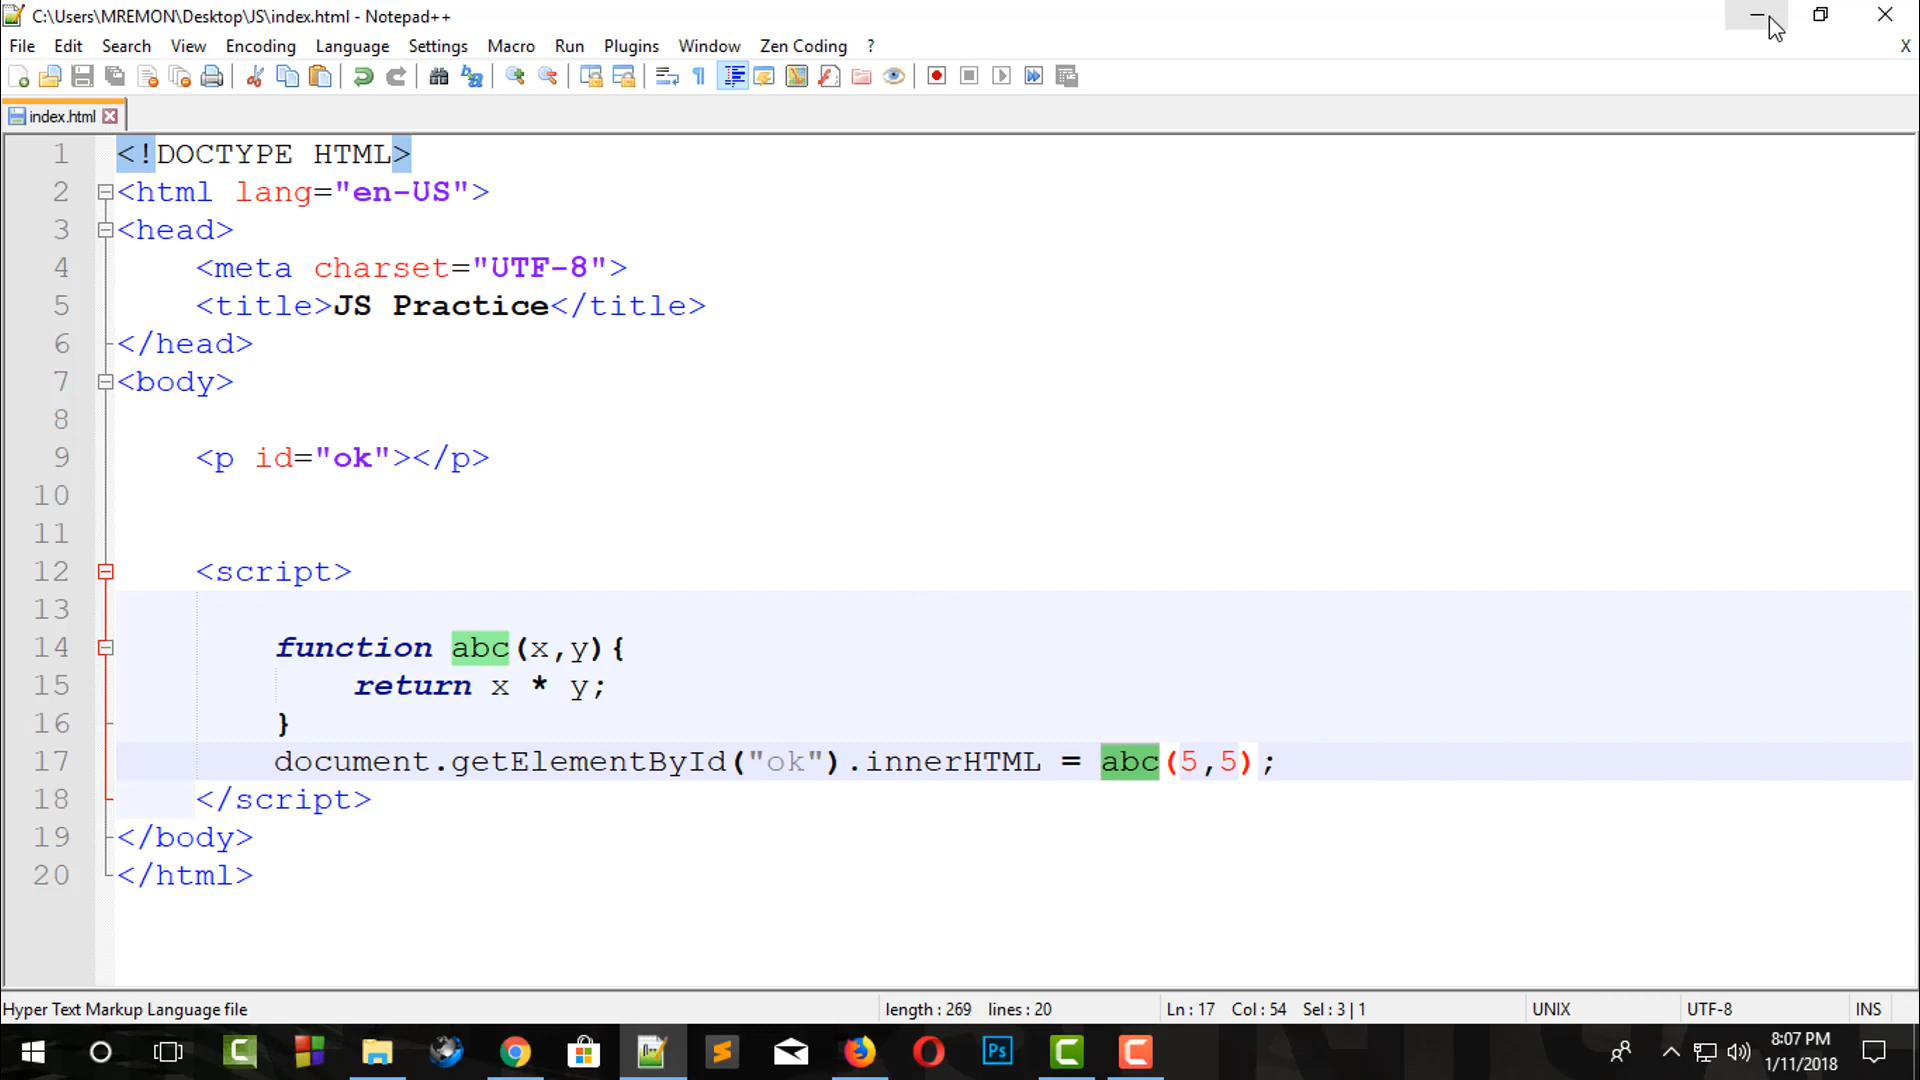 C:\Users\MREMON\Desktop\JS\index.html - Notepad++
File Edit Search View Encoding Language Settings Macro Run Plugins Window Zen Coding ? X
index.html
1 <!DOCTYPE HTML>
2 <html lang="en-US">
3 <head>
4 <meta charset="UTF-8">
5 <title>JS Practice</title>
6 </head>
7 <body>
8
9 <p id="ok"></p>
10
11
12 <script>
13
14 function abc(x,y){
15 return x * y;
16 }
17 document.getElementById("ok").innerHTML = abc(5,5);
18 </script>
19 </body>
20 </html>
Hyper Text Markup Language file length : 269 lines : 20 Ln : 17 Col : 54 Sel : 3 | 1 UNIX UTF-8 INS
8:07 PM
1/11/2018